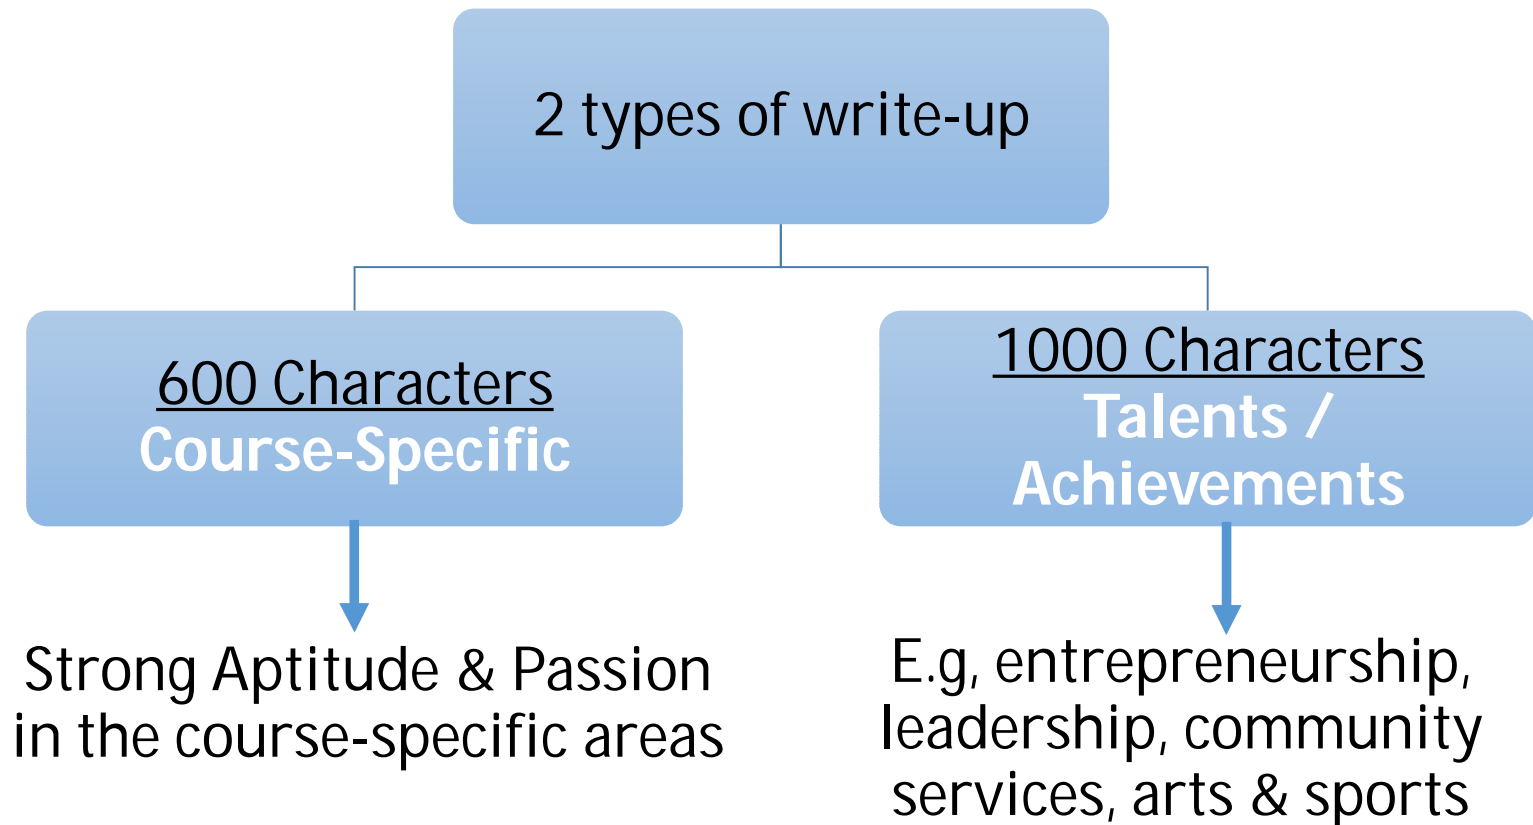 2 types of write-up
600 Characters
Course-Specific
1000 Characters
Talents /
Achievements
Strong Aptitude & Passion
in the course-specific areas
E.g, entrepreneurship,
leadership, community
services, arts & sports